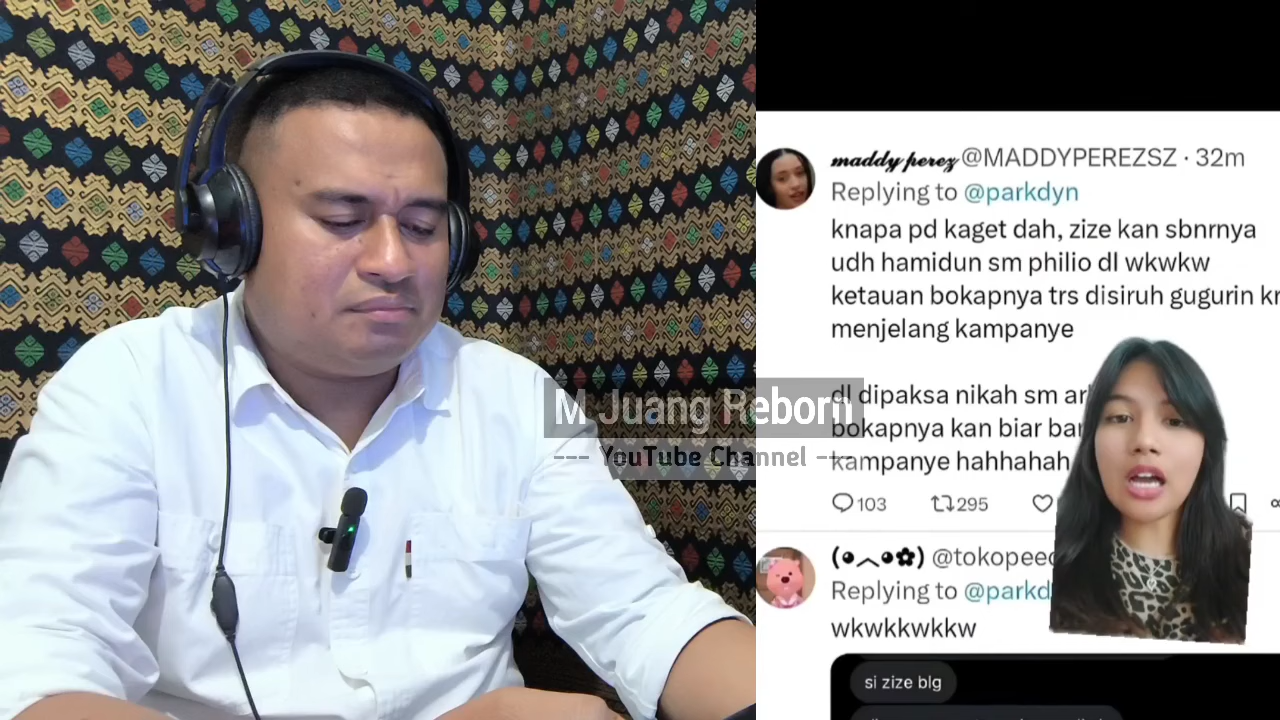 maddy perez @MADDYPEREZSZ · 32m
Replying to @parkdyn
knapa pd kaget dah, zize kan sbnrnya
udh hamidun sm philio dl wkwkw
ketauan bokapnya trs disiruh gugurin kr
menjelang kampanye
dl dipaksa nikah sm
bokapnya kan biar
kampanye hahhahah
103 295
(◕︿◕✿)
Replying to
wkwkkwkkw
si zize blg
M Juang Reborn
--- YouTube Channel ---